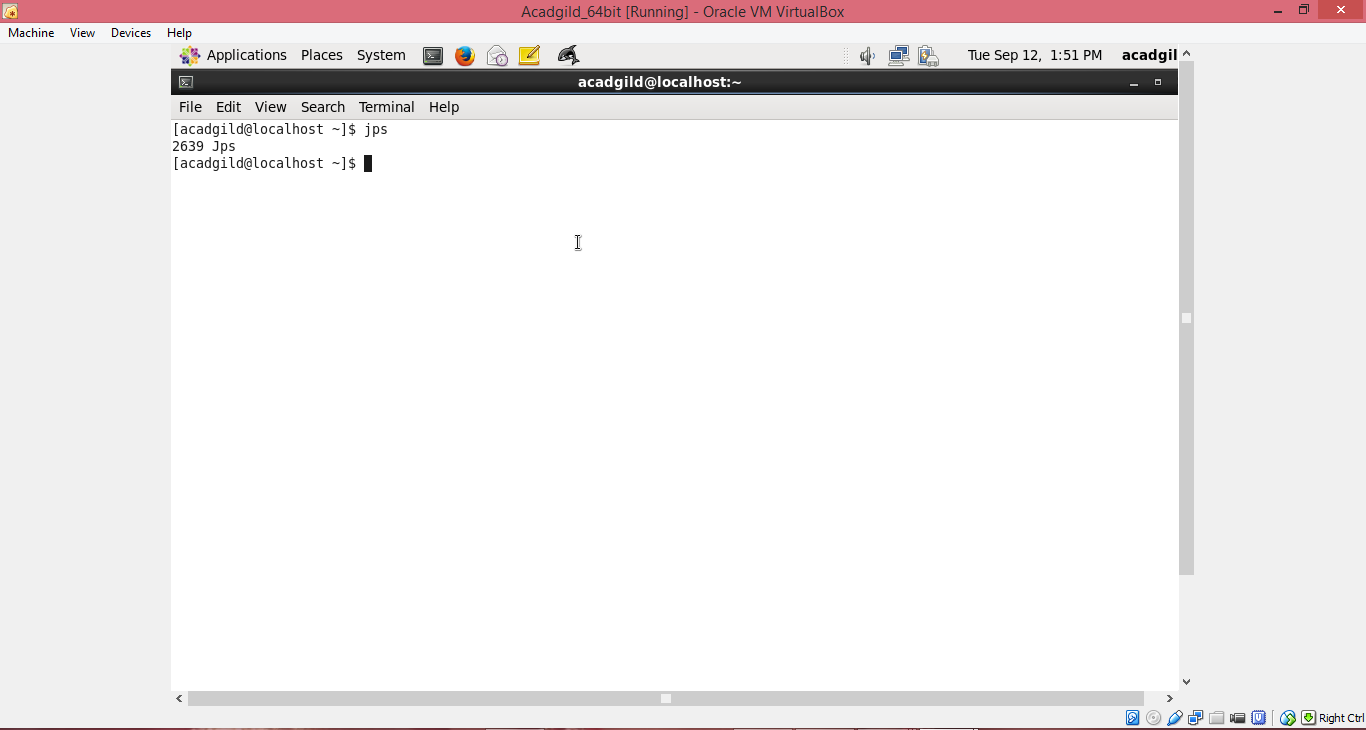 Acadgild_64bit [Running] - Oracle VM VirtualBox
Machine View Devices Help
Applications Places System Tue Sep 12, 1:51 PM acadgil
acadgild@localhost:~
File Edit View Search Terminal Help
[acadgild@localhost ~]$ jps
2639 Jps
[acadgild@localhost ~]$
Right Ctrl